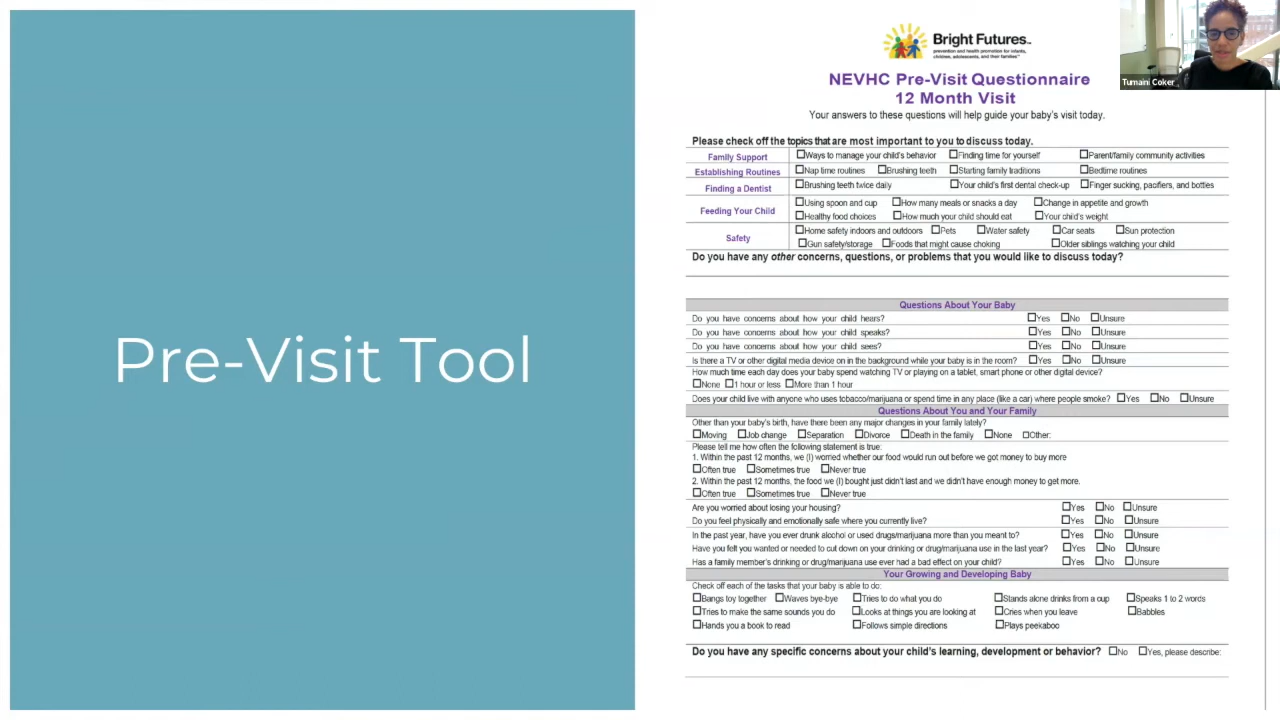 Pre-Visit Tool
Bright Futures™
prevention and health promotion for infants,
children, adolescents, and their families™
Tumaini Coker
NEVHC Pre-Visit Questionnaire
12 Month Visit
Your answers to these questions will help guide your baby's visit today.
Please check off the topics that are most important to you to discuss today.
Family Support ☐Ways to manage your child's behavior ☐Finding time for yourself ☐Parent/family community activities
Establishing Routines ☐Nap time routines ☐Brushing teeth ☐Starting family traditions ☐Bedtime routines
Finding a Dentist ☐Brushing teeth twice daily ☐Your child's first dental check-up ☐Finger sucking, pacifiers, and bottles
Feeding Your Child ☐Using spoon and cup ☐How many meals or snacks a day ☐Change in appetite and growth
☐Healthy food choices ☐How much your child should eat ☐Your child's weight
Safety ☐Home safety indoors and outdoors ☐Pets ☐Water safety ☐Car seats ☐Sun protection
☐Gun safety/storage ☐Foods that might cause choking ☐Older siblings watching your child
Do you have any other concerns, questions, or problems that you would like to discuss today?
Questions About Your Baby
Do you have concerns about how your child hears? ☐Yes ☐No ☐Unsure
Do you have concerns about how your child speaks? ☐Yes ☐No ☐Unsure
Do you have concerns about how your child sees? ☐Yes ☐No ☐Unsure
Is there a TV or other digital media device on in the background while your baby is in the room? ☐Yes ☐No ☐Unsure
How much time each day does your baby spend watching TV or playing on a tablet, smart phone or other digital device?
☐None ☐1 hour or less ☐More than 1 hour
Does your child live with anyone who uses tobacco/marijuana or spend time in any place (like a car) where people smoke? ☐Yes ☐No ☐Unsure
Questions About You and Your Family
Other than your baby's birth, have there been any major changes in your family lately?
☐Moving ☐Job change ☐Separation ☐Divorce ☐Death in the family ☐None ☐Other:
Please tell me how often the following statement is true:
1. Within the past 12 months, we (I) worried whether our food would run out before we got money to buy more
☐Often true ☐Sometimes true ☐Never true
2. Within the past 12 months, the food we (I) bought just didn't last and we didn't have enough money to get more.
☐Often true ☐Sometimes true ☐Never true
Are you worried about losing your housing? ☐Yes ☐No ☐Unsure
Do you feel physically and emotionally safe where you currently live? ☐Yes ☐No ☐Unsure
In the past year, have you ever drunk alcohol or used drugs/marijuana more than you meant to? ☐Yes ☐No ☐Unsure
Have you felt you wanted or needed to cut down on your drinking or drug/marijuana use in the last year? ☐Yes ☐No ☐Unsure
Has a family member's drinking or drug/marijuana use ever had a bad effect on your child? ☐Yes ☐No ☐Unsure
Your Growing and Developing Baby
Check off each of the tasks that your baby is able to do:
☐Bangs toy together ☐Waves bye-bye ☐Tries to do what you do ☐Stands alone drinks from a cup ☐Speaks 1 to 2 words
☐Tries to make the same sounds you do ☐Looks at things you are looking at ☐Cries when you leave ☐Babbles
☐Hands you a book to read ☐Follows simple directions ☐Plays peekaboo
Do you have any specific concerns about your child's learning, development or behavior? ☐No ☐Yes, please describe: